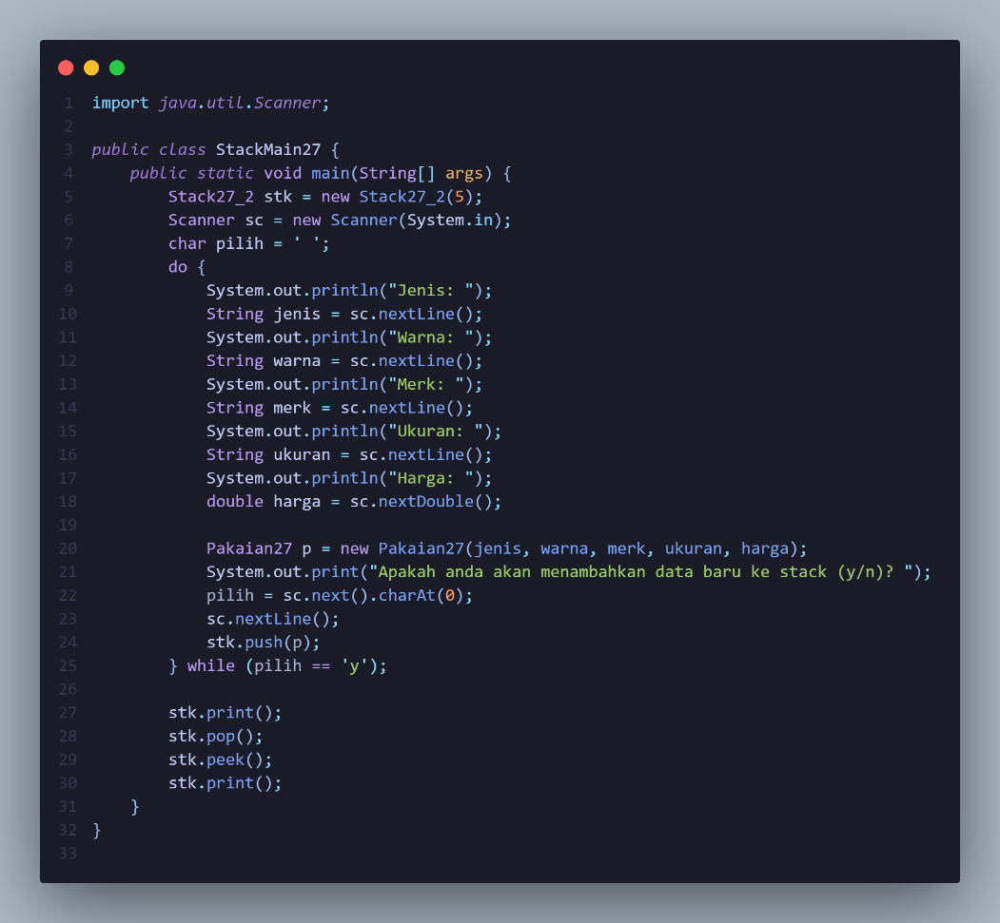 1 import java.util.Scanner;
2
3 public class StackMain27 {
4     public static void main(String[] args) {
5         Stack27_2 stk = new Stack27_2(5);
6         Scanner sc = new Scanner(System.in);
7         char pilih = ' ';
8         do {
9             System.out.println("Jenis: ");
10             String jenis = sc.nextLine();
11             System.out.println("Warna: ");
12             String warna = sc.nextLine();
13             System.out.println("Merk: ");
14             String merk = sc.nextLine();
15             System.out.println("Ukuran: ");
16             String ukuran = sc.nextLine();
17             System.out.println("Harga: ");
18             double harga = sc.nextDouble();
19
20             Pakaian27 p = new Pakaian27(jenis, warna, merk, ukuran, harga);
21             System.out.print("Apakah anda akan menambahkan data baru ke stack (y/n)? ");
22             pilih = sc.next().charAt(0);
23             sc.nextLine();
24             stk.push(p);
25         } while (pilih == 'y');
26
27         stk.print();
28         stk.pop();
29         stk.peek();
30         stk.print();
31     }
32 }
33